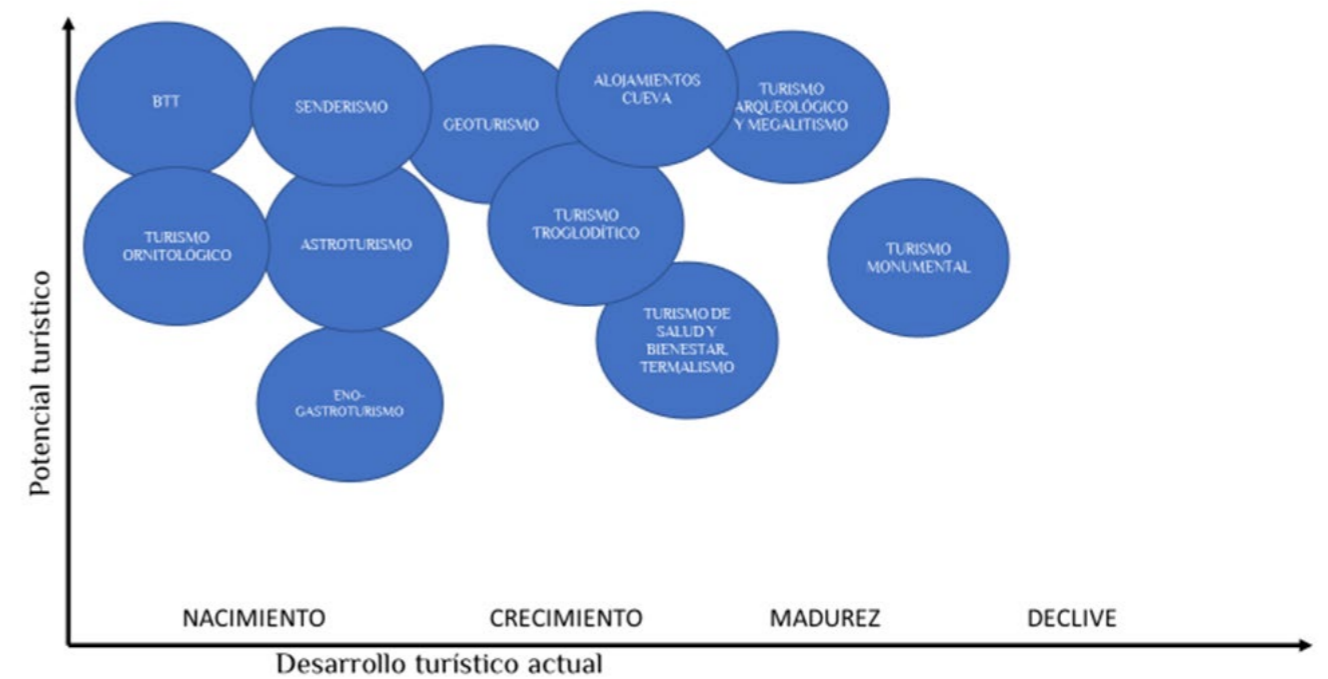 BTT
SENDERISMO
GEOTURISMO
ALOJAMIENTOS
CUEVA
TURISMO
ARQUEOLÓGICO
Y MEGALITISMO
TURISMO
ORNITOLÓGICO
ASTROTURISMO
TURISMO
TROGLODÍTICO
TURISMO
MONUMENTAL
TURISMO DE
SALUD Y
BIENESTAR,
TERMALISMO
ENO-
GASTROTURISMO
Potencial turístico
NACIMIENTO
CRECIMIENTO
MADUREZ
DECLIVE
Desarrollo turístico actual